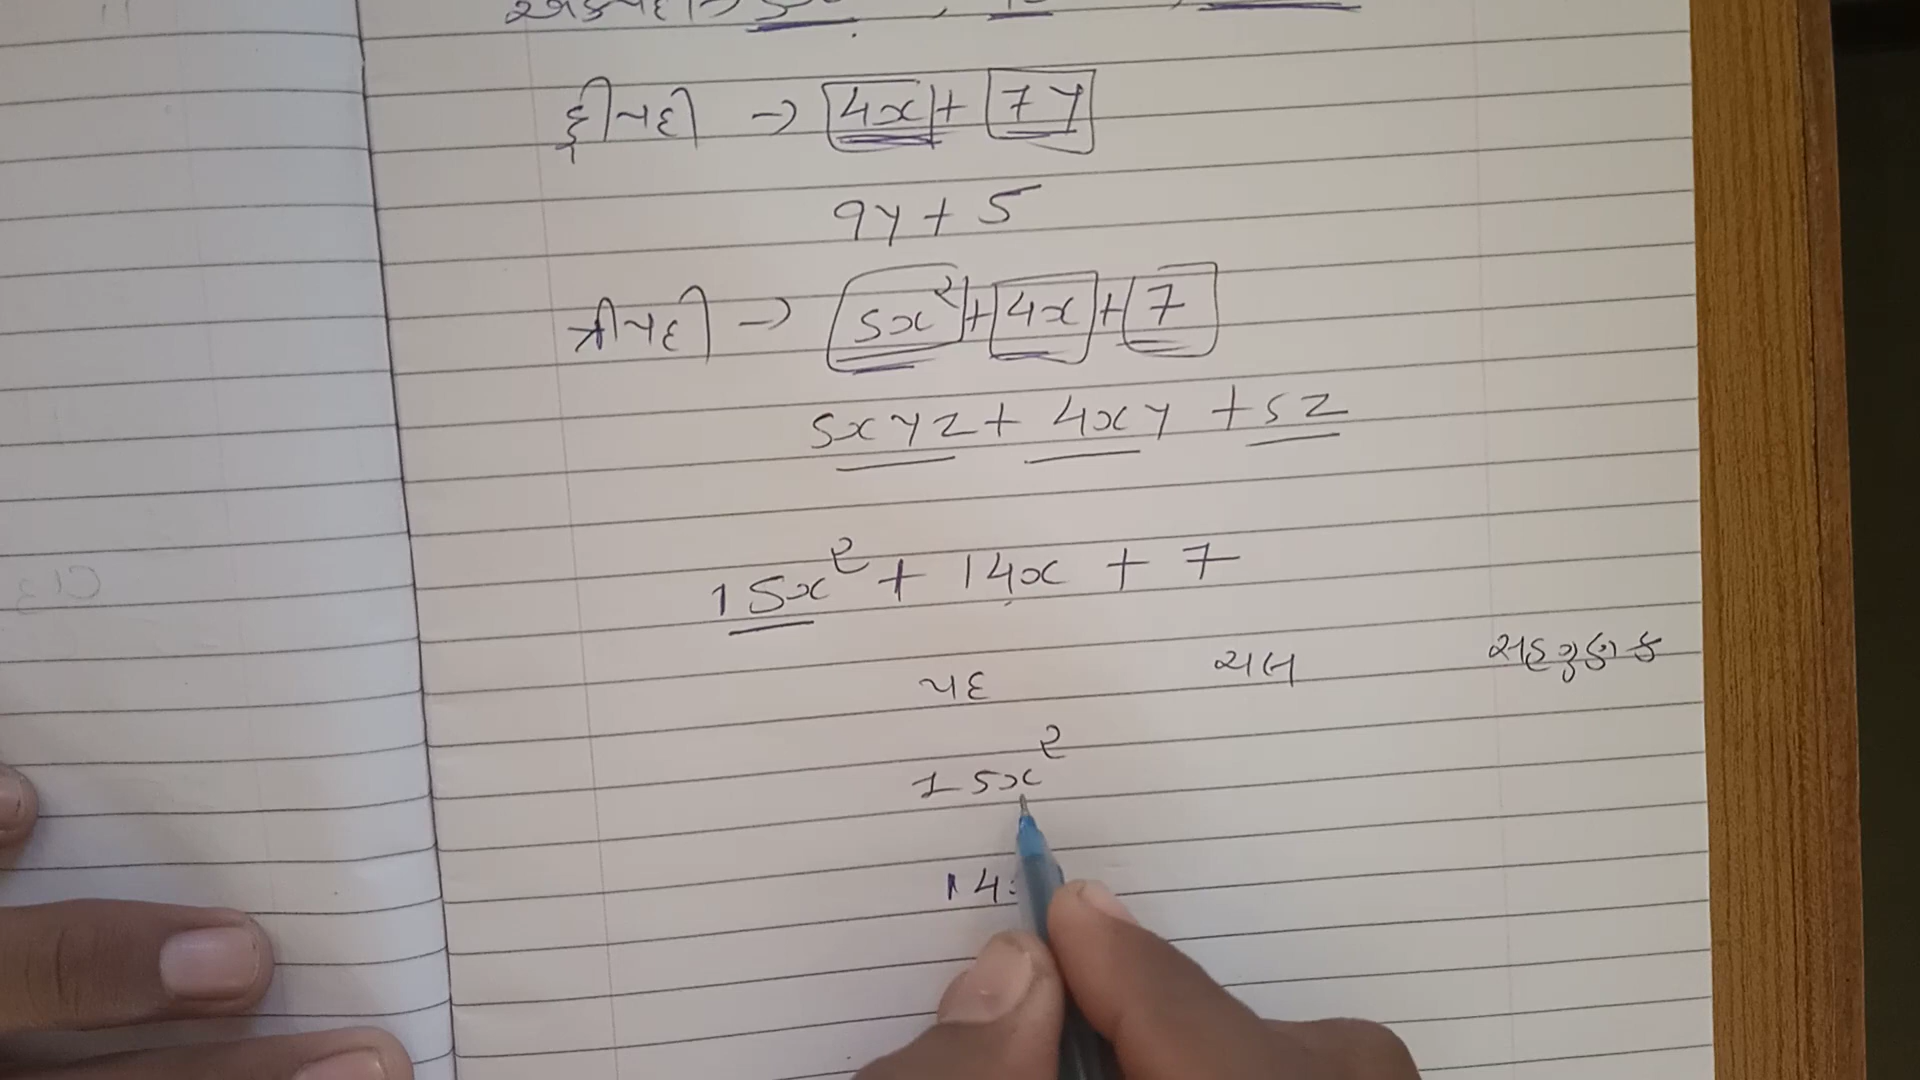 દ્વીપદી → 4x + 7y
9y + 5
ત્રીપદી → 5x² + 4x + 7
5xyz + 4xy + 5z
15x² + 14x + 7
પદ ચલ સહગુણક
15x²
14